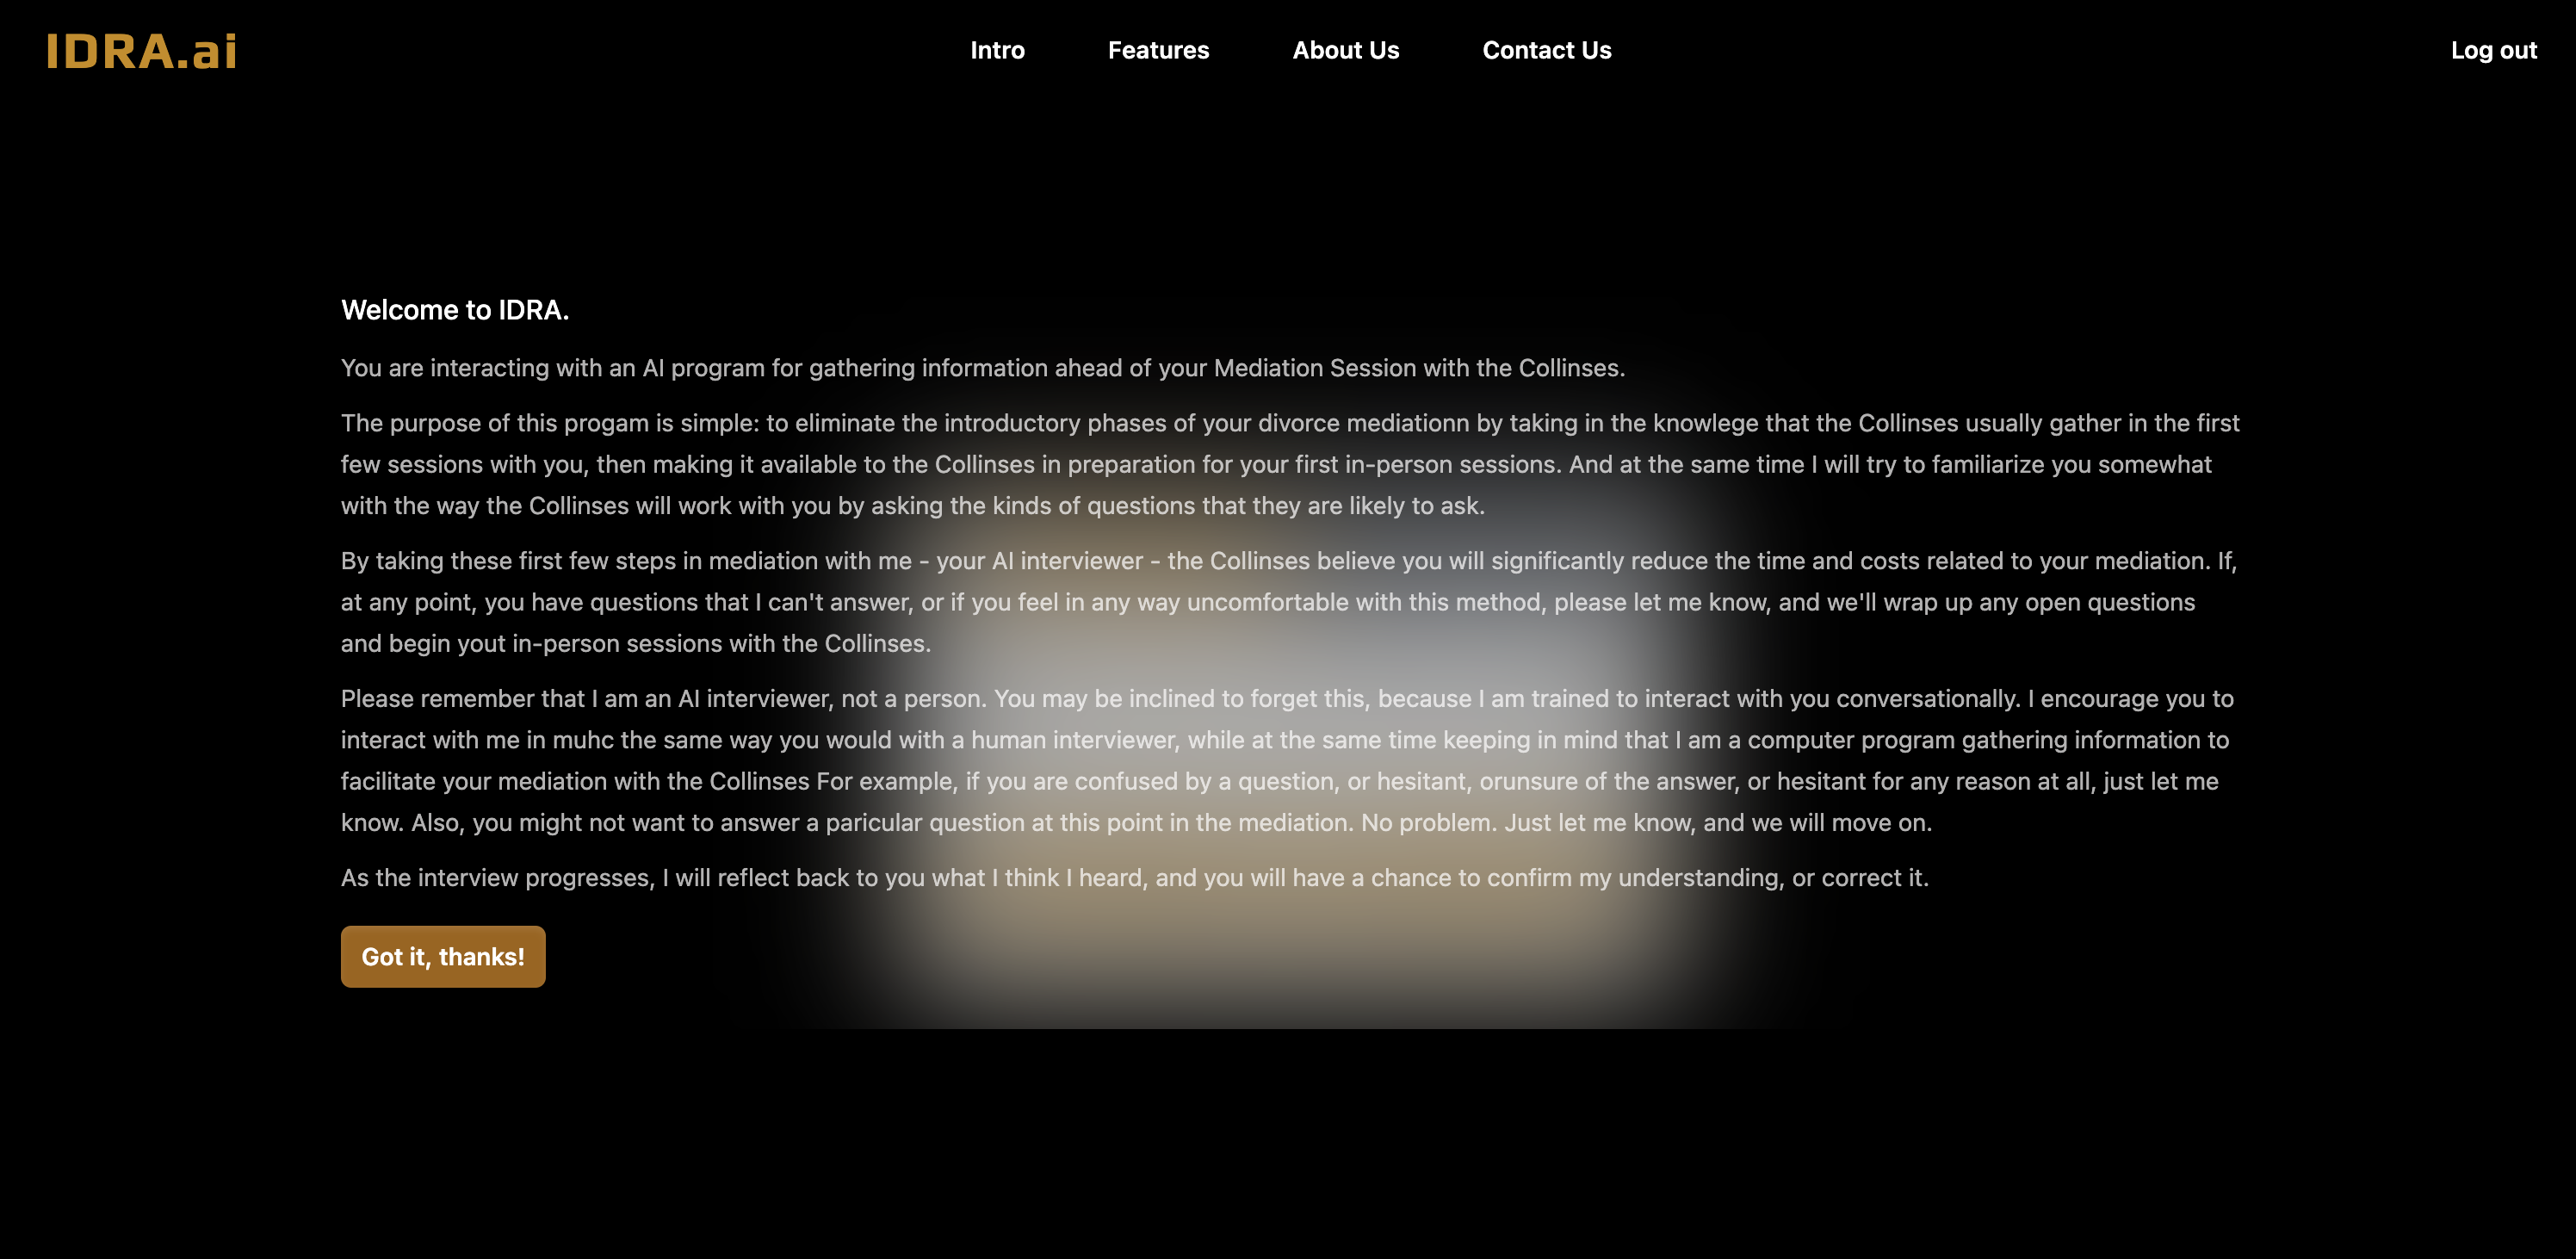 IDRA.ai
Intro
Features
About Us
Contact Us
Log out
Welcome to IDRA.
You are interacting with an AI program for gathering information ahead of your Mediation Session with the Collinses.
The purpose of this progam is simple: to eliminate the introductory phases of your divorce mediationn by taking in the knowlege that the Collinses usually gather in the first
few sessions with you, then making it available to the Collinses in preparation for your first in-person sessions. And at the same time I will try to familiarize you somewhat
with the way the Collinses will work with you by asking the kinds of questions that they are likely to ask.
By taking these first few steps in mediation with me - your AI interviewer - the Collinses believe you will significantly reduce the time and costs related to your mediation. If,
at any point, you have questions that I can't answer, or if you feel in any way uncomfortable with this method, please let me know, and we'll wrap up any open questions
and begin yout in-person sessions with the Collinses.
Please remember that I am an AI interviewer, not a person. You may be inclined to forget this, because I am trained to interact with you conversationally. I encourage you to
interact with me in muhc the same way you would with a human interviewer, while at the same time keeping in mind that I am a computer program gathering information to
facilitate your mediation with the Collinses For example, if you are confused by a question, or hesitant, orunsure of the answer, or hesitant for any reason at all, just let me
know. Also, you might not want to answer a paricular question at this point in the mediation. No problem. Just let me know, and we will move on.
As the interview progresses, I will reflect back to you what I think I heard, and you will have a chance to confirm my understanding, or correct it.
Got it, thanks!